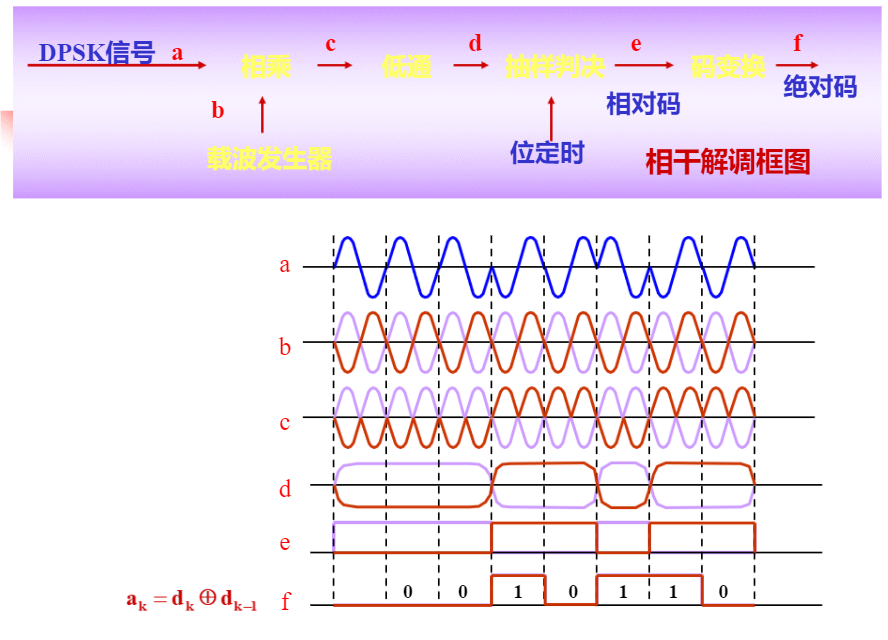 DPSK信号 a 相乘 c 低通 d 抽样判决 e 码变换 f
相对码 绝对码
b
载波发生器 位定时 相干解调框图
a
b
c
d
e
aₖ = dₖ ⊕ dₖ₋₁ f 0 0 1 0 1 1 0